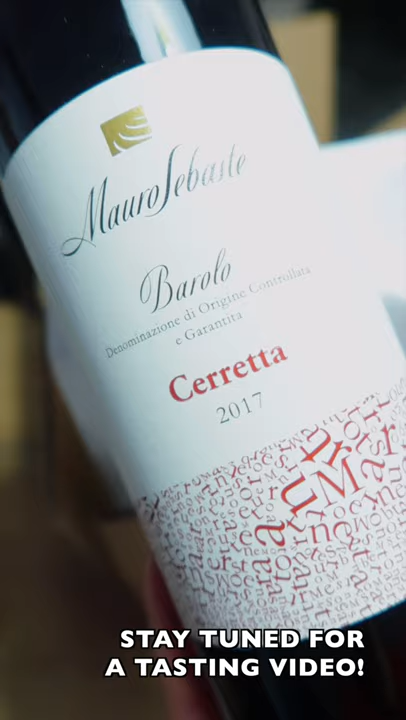 Mauro Sebaste
Barolo
Denominazione di Origine Controllata
e Garantita
Cerretta
2017
STAY TUNED FOR
A TASTING VIDEO!